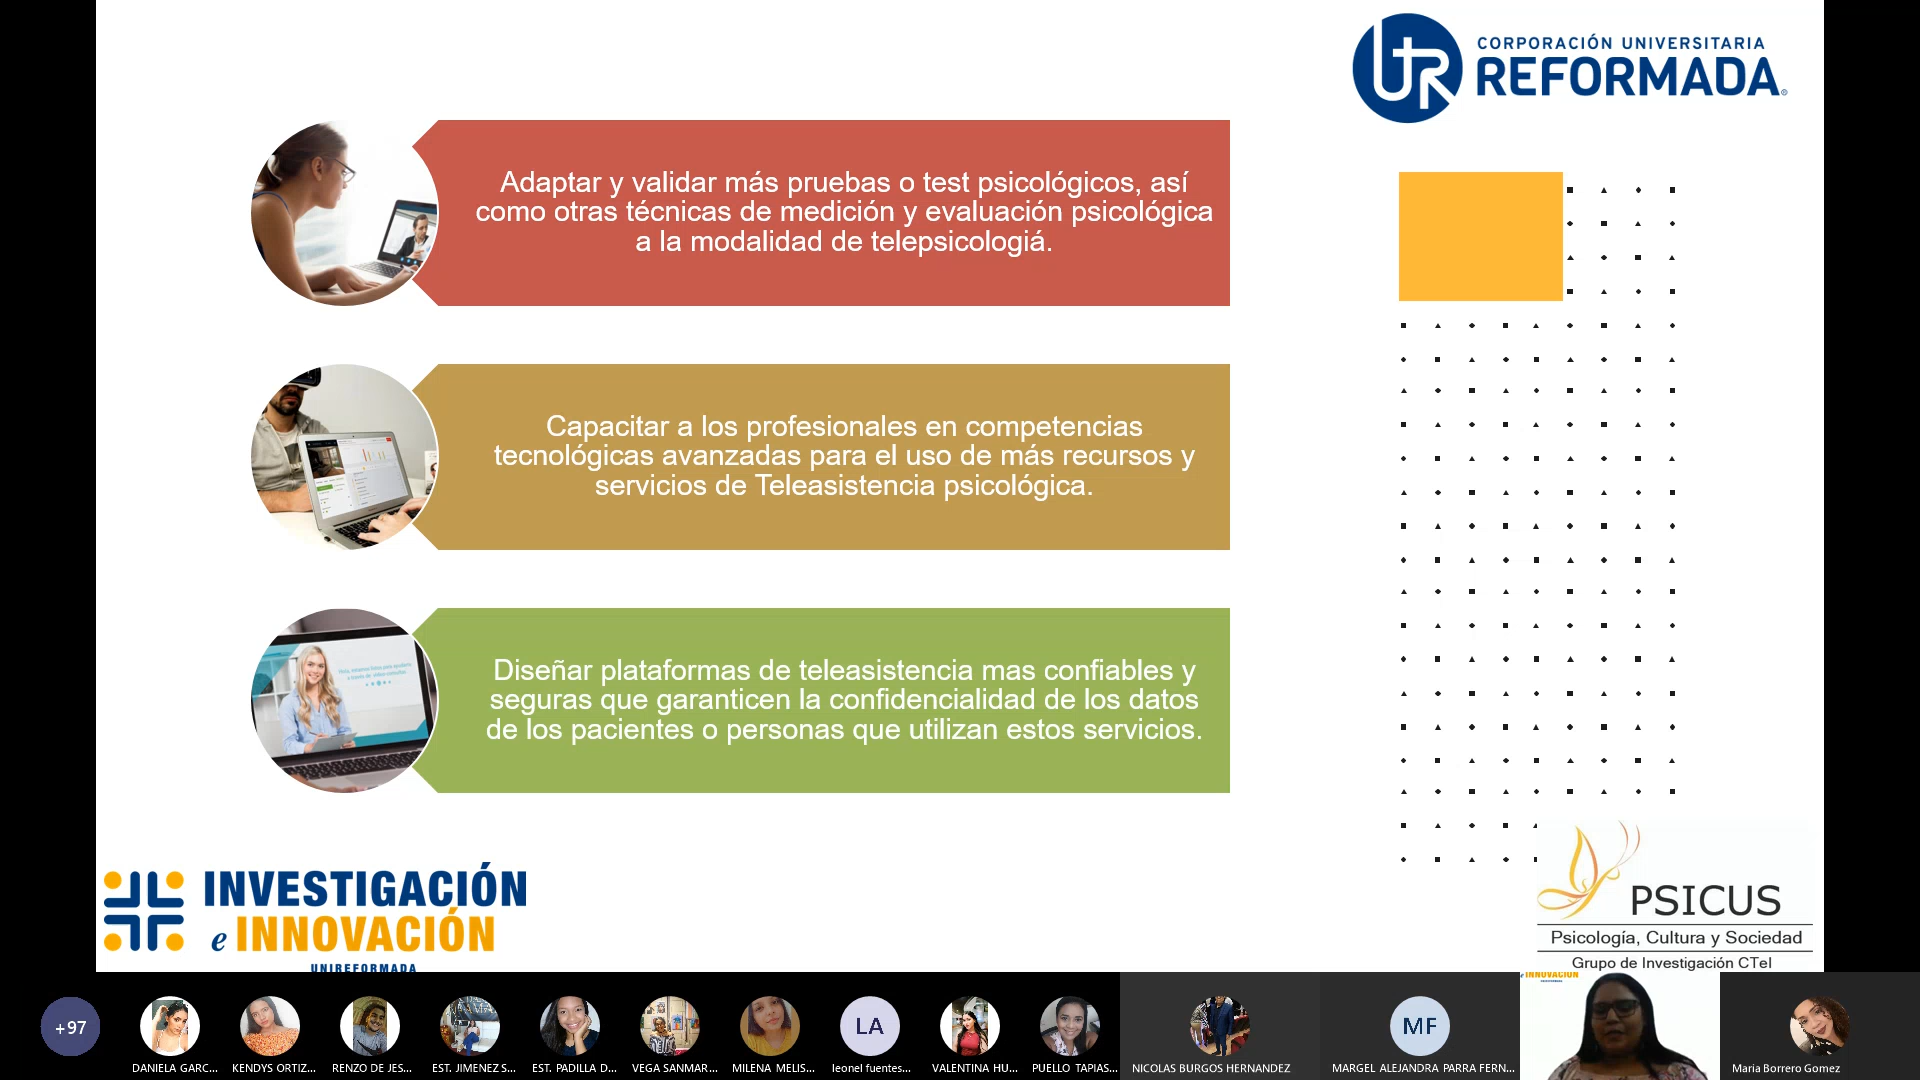 CORPORACIÓN UNIVERSITARIA
REFORMADA
Adaptar y validar más pruebas o test psicológicos, así
como otras técnicas de medición y evaluación psicológica
a la modalidad de telepsicologiá.
Capacitar a los profesionales en competencias
tecnológicas avanzadas para el uso de más recursos y
servicios de Teleasistencia psicológica.
Diseñar plataformas de teleasistencia mas confiables y
seguras que garanticen la confidencialidad de los datos
de los pacientes o personas que utilizan estos servicios.
INVESTIGACIÓN
e INNOVACIÓN
UNIREFORMADA
PSICUS
Psicología, Cultura y Sociedad
Grupo de Investigación CTeI
+97
DANIELA GARC...
KENDYS ORTIZ...
RENZO DE JES...
EST. JIMENEZ S...
EST. PADILLA D...
VEGA SANMAR...
MILENA MELIS...
LA
leonel fuentes...
VALENTINA HU...
PUELLO TAPIAS...
NICOLAS BURGOS HERNANDEZ
MF
MARGEL ALEJANDRA PARRA FERN...
e INNOVACIÓN
Maria Borrero Gomez